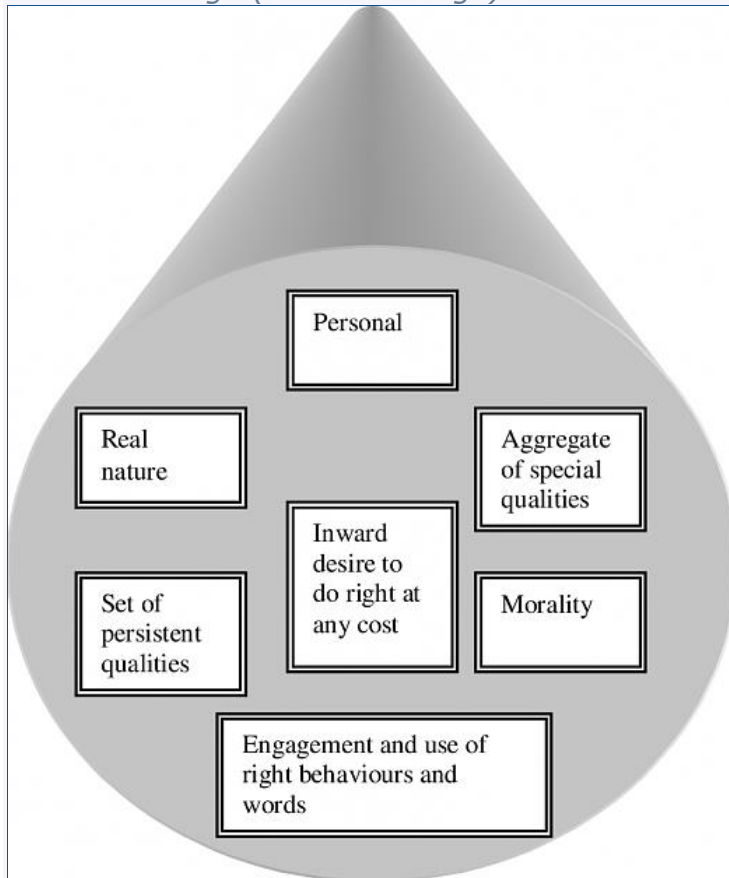 Personal
Real
nature
Aggregate
of special
qualities
Inward
desire to
do right at
any cost
Set of
persistent
qualities
Morality
Engagement and use of
right behaviours and
words